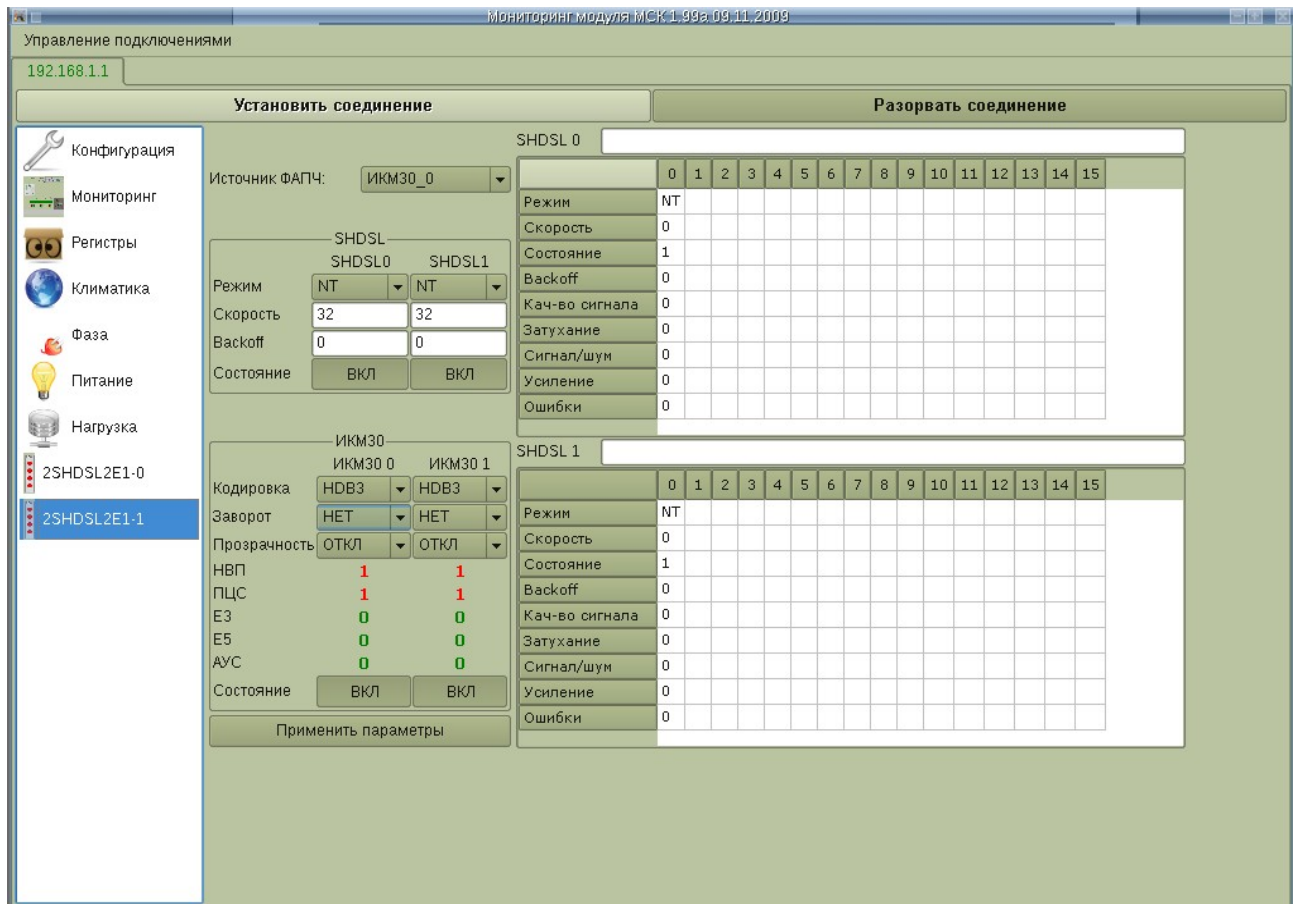 Мониторинг модуля МСК 1.99a 09.11.2009
Управление подключениями
192.168.1.1
Установить соединение Разорвать соединение
Конфигурация
Мониторинг
Регистры
Климатика
Фаза
Питание
Нагрузка
2SHDSL2E1-0
2SHDSL2E1-1
Источник ФАПЧ: ИКМ30_0
SHDSL
SHDSL0 SHDSL1
Режим NT NT
Скорость 32 32
Backoff 0 0
Состояние ВКЛ ВКЛ
ИКМ30
ИКМ30 0 ИКМ30 1
Кодировка HDB3 HDB3
Заворот НЕТ НЕТ
Прозрачность ОТКЛ ОТКЛ
НВП 1 1
ПЦС 1 1
E3 0 0
E5 0 0
АУС 0 0
Состояние ВКЛ ВКЛ
Применить параметры
SHDSL 0
0 1 2 3 4 5 6 7 8 9 10 11 12 13 14 15
Режим NT
Скорость 0
Состояние 1
Backoff 0
Кач-во сигнала 0
Затухание 0
Сигнал/шум 0
Усиление 0
Ошибки 0
SHDSL 1
0 1 2 3 4 5 6 7 8 9 10 11 12 13 14 15
Режим NT
Скорость 0
Состояние 1
Backoff 0
Кач-во сигнала 0
Затухание 0
Сигнал/шум 0
Усиление 0
Ошибки 0